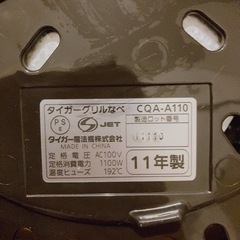 タイガーグリルなべ CQA-A110
製造ロット番号
PS
E
JET
タイガー魔法瓶株式会社
MADE IN CHINA
定格電圧 AC100V
定格消費電力 1100W
温度ヒューズ 192℃
11年製